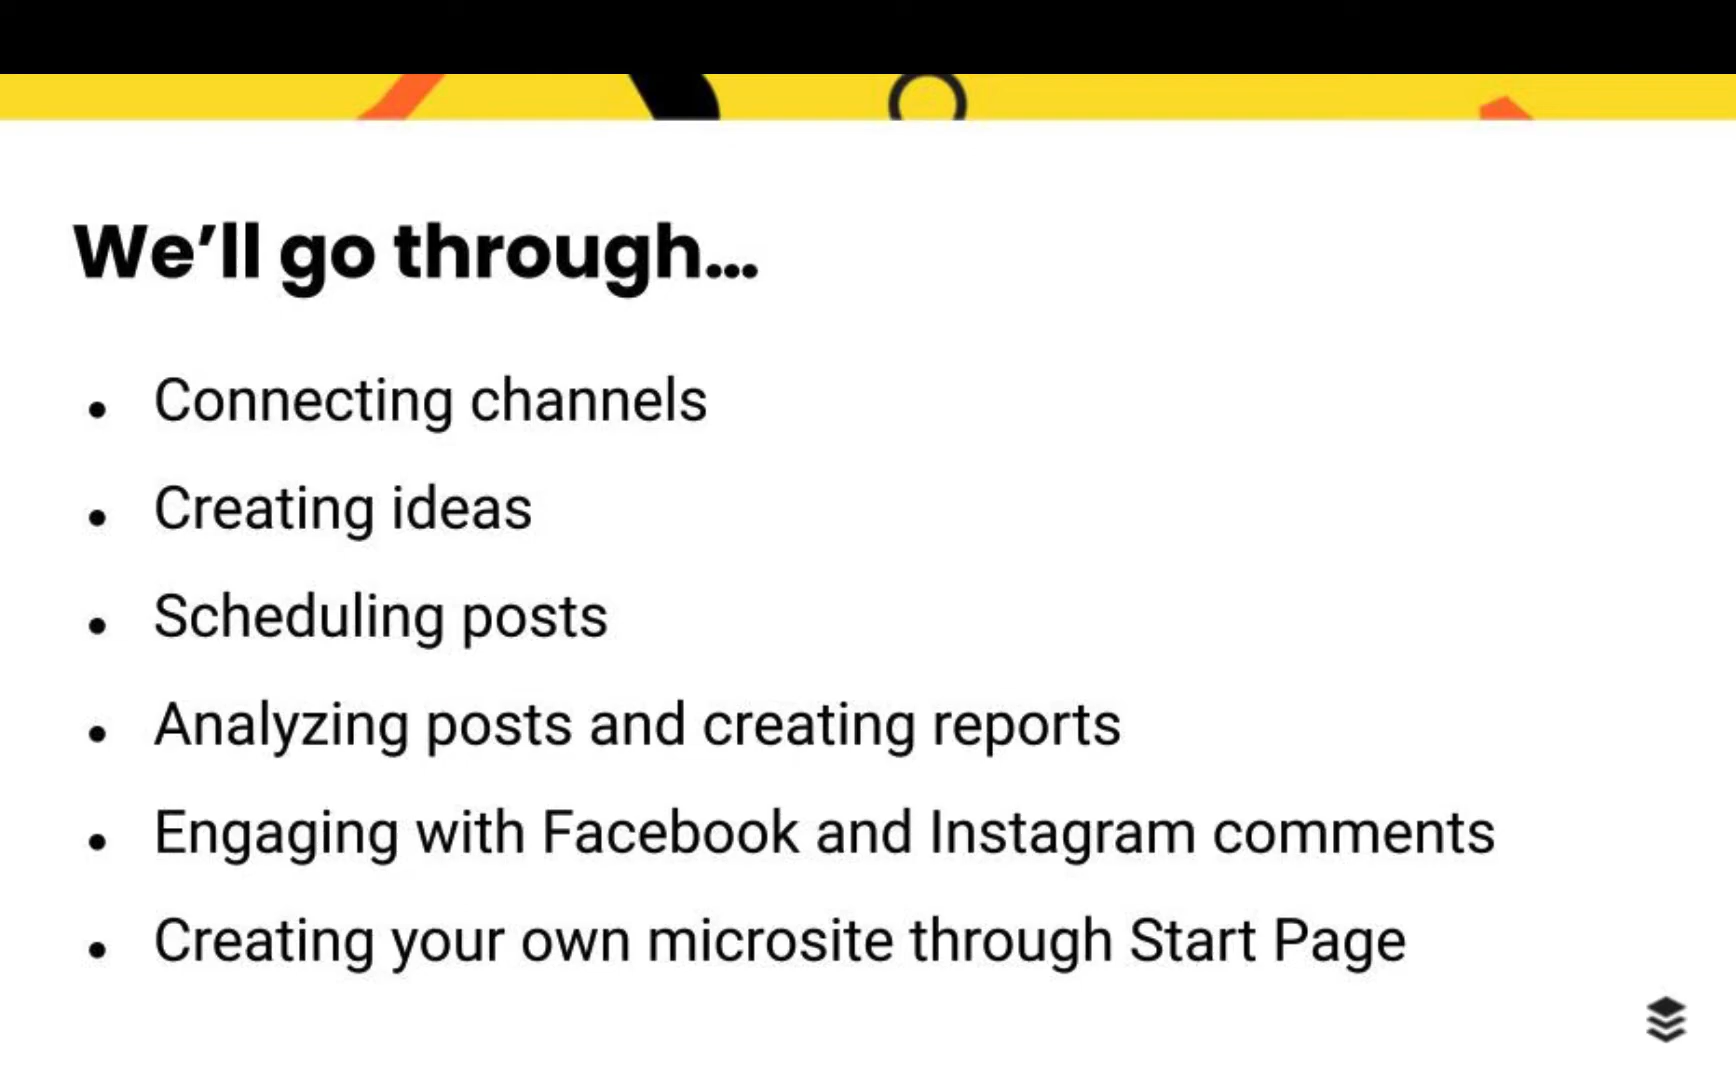 We’ll go through…
• Connecting channels
• Creating ideas
• Scheduling posts
• Analyzing posts and creating reports
• Engaging with Facebook and Instagram comments
• Creating your own microsite through Start Page